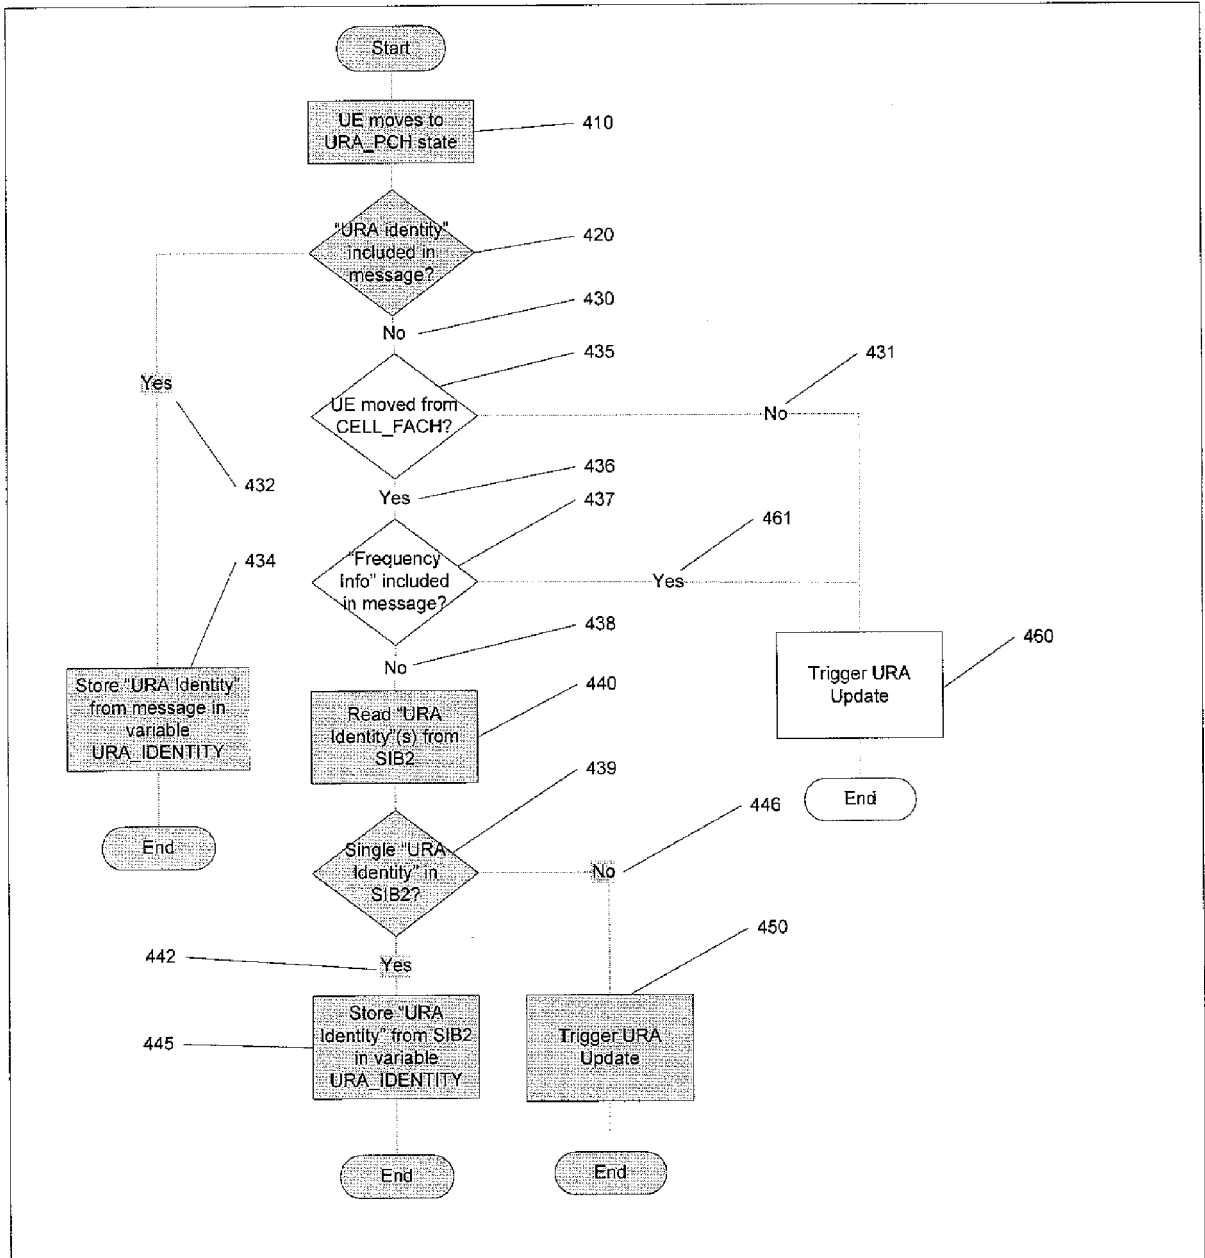 Start
UE moves to
URA_PCH state
410
"URA identity"
included in
message?
420
430
No
435
431
Yes
UE moved from
CELL_FACH?
No
432
436
Yes
437
461
434
"Frequency
Info" included
in message?
Yes
438
No
460
Store "URA Identity"
from message in
variable
URA_IDENTITY
440
Trigger URA
Update
Read "URA
Identity"(s) from
SIB2
439
End
End
446
Single "URA
Identity" in
SIB2?
No
450
442
Yes
445
Store "URA
Identity" from SIB2
in variable
URA_IDENTITY
Trigger URA
Update
End
End